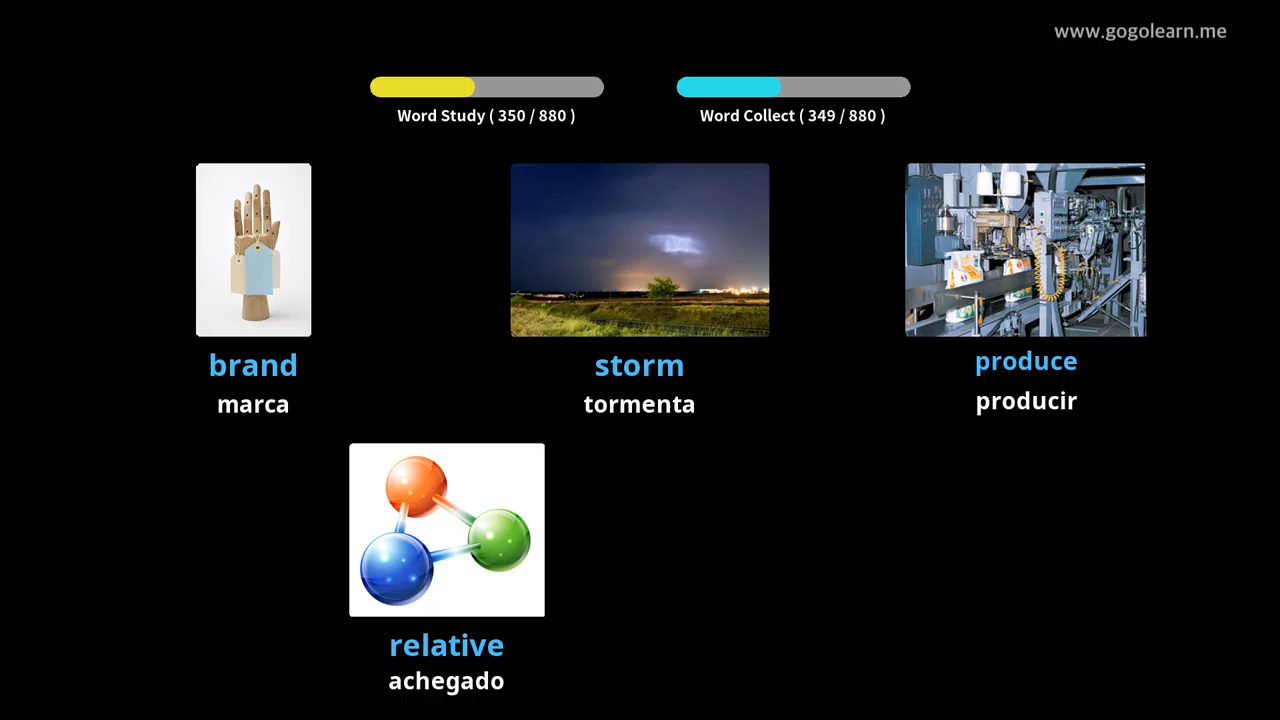 www.gogolearn.me
Word Study ( 350 / 880 )
Word Collect ( 349 / 880 )
brand
marca
storm
tormenta
produce
producir
relative
achegado